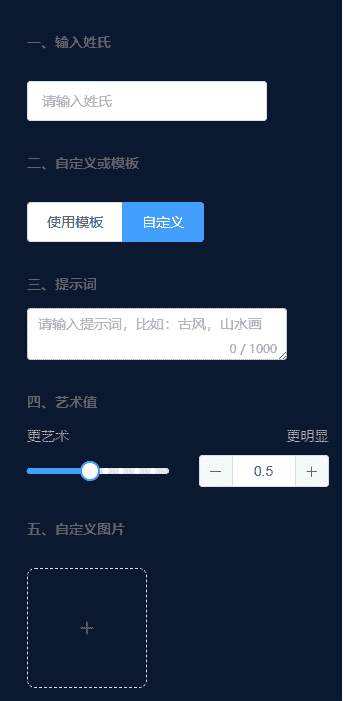 一、输入姓氏
请输入姓氏
二、自定义或模板
使用模板 自定义
三、提示词
请输入提示词，比如：古风，山水画
0 / 1000
四、艺术值
更艺术 更明显
0.5
五、自定义图片